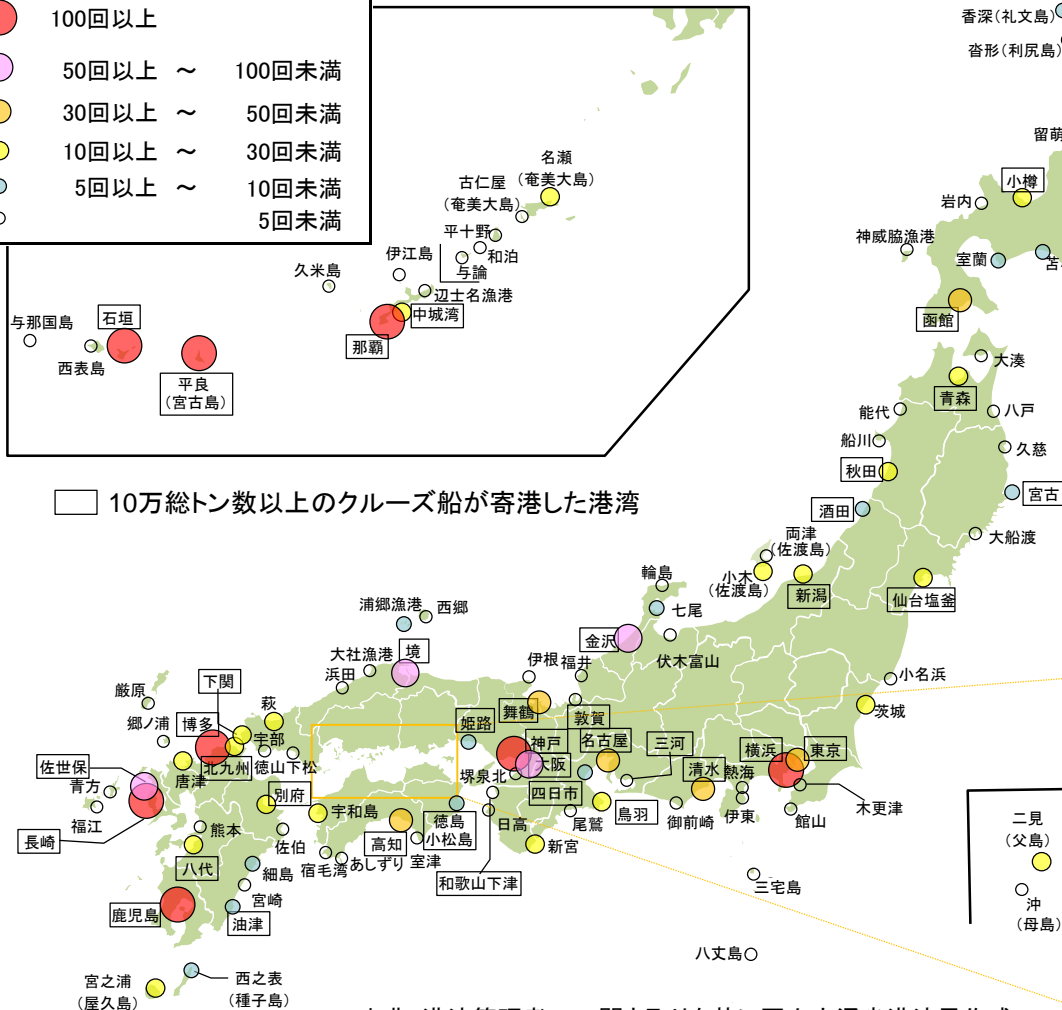 100回以上
50回以上 ～ 100回未満
30回以上 ～ 50回未満
10回以上 ～ 30回未満
5回以上 ～ 10回未満
5回未満
香深(礼文島)
沓形(利尻島)
留萌
小樽
岩内
神威脇漁港
室蘭
函館
名瀬
(奄美大島)
古仁屋
(奄美大島)
平土野
和泊
与論
伊江島
辺士名漁港
久米島
中城湾
那覇
与那国島
石垣
西表島
平良
(宮古島)
大湊
青森
能代
八戸
船川
久慈
秋田
宮古
酒田
大船渡
10万総トン数以上のクルーズ船が寄港した港湾
両津
(佐渡島)
小木
(佐渡島)
新潟
仙台塩釜
輪島
七尾
金沢
伏木富山
浦郷漁港
西郷
大社漁港
境
浜田
伊根
福井
小名浜
茨城
厳原
下関
萩
郷ノ浦
博多
宇部
北九州
徳山下松
唐津
佐世保
青方
福江
長崎
姫路
舞鶴
敦賀
神戸
大阪
名古屋
三河
堺泉北
四日市
清水
熱海
横浜
東京
別府
宇和島
熊本
佐伯
八代
高知
徳島
小松島
日高
尾鷲
鳥羽
御前崎
伊東
館山
木更津
宿毛湾
あしずり
室津
新宮
細島
和歌山下津
宮崎
鹿児島
油津
三宅島
八丈島
二見
(父島)
沖
(母島)
宮之浦
(屋久島)
西之表
(種子島)